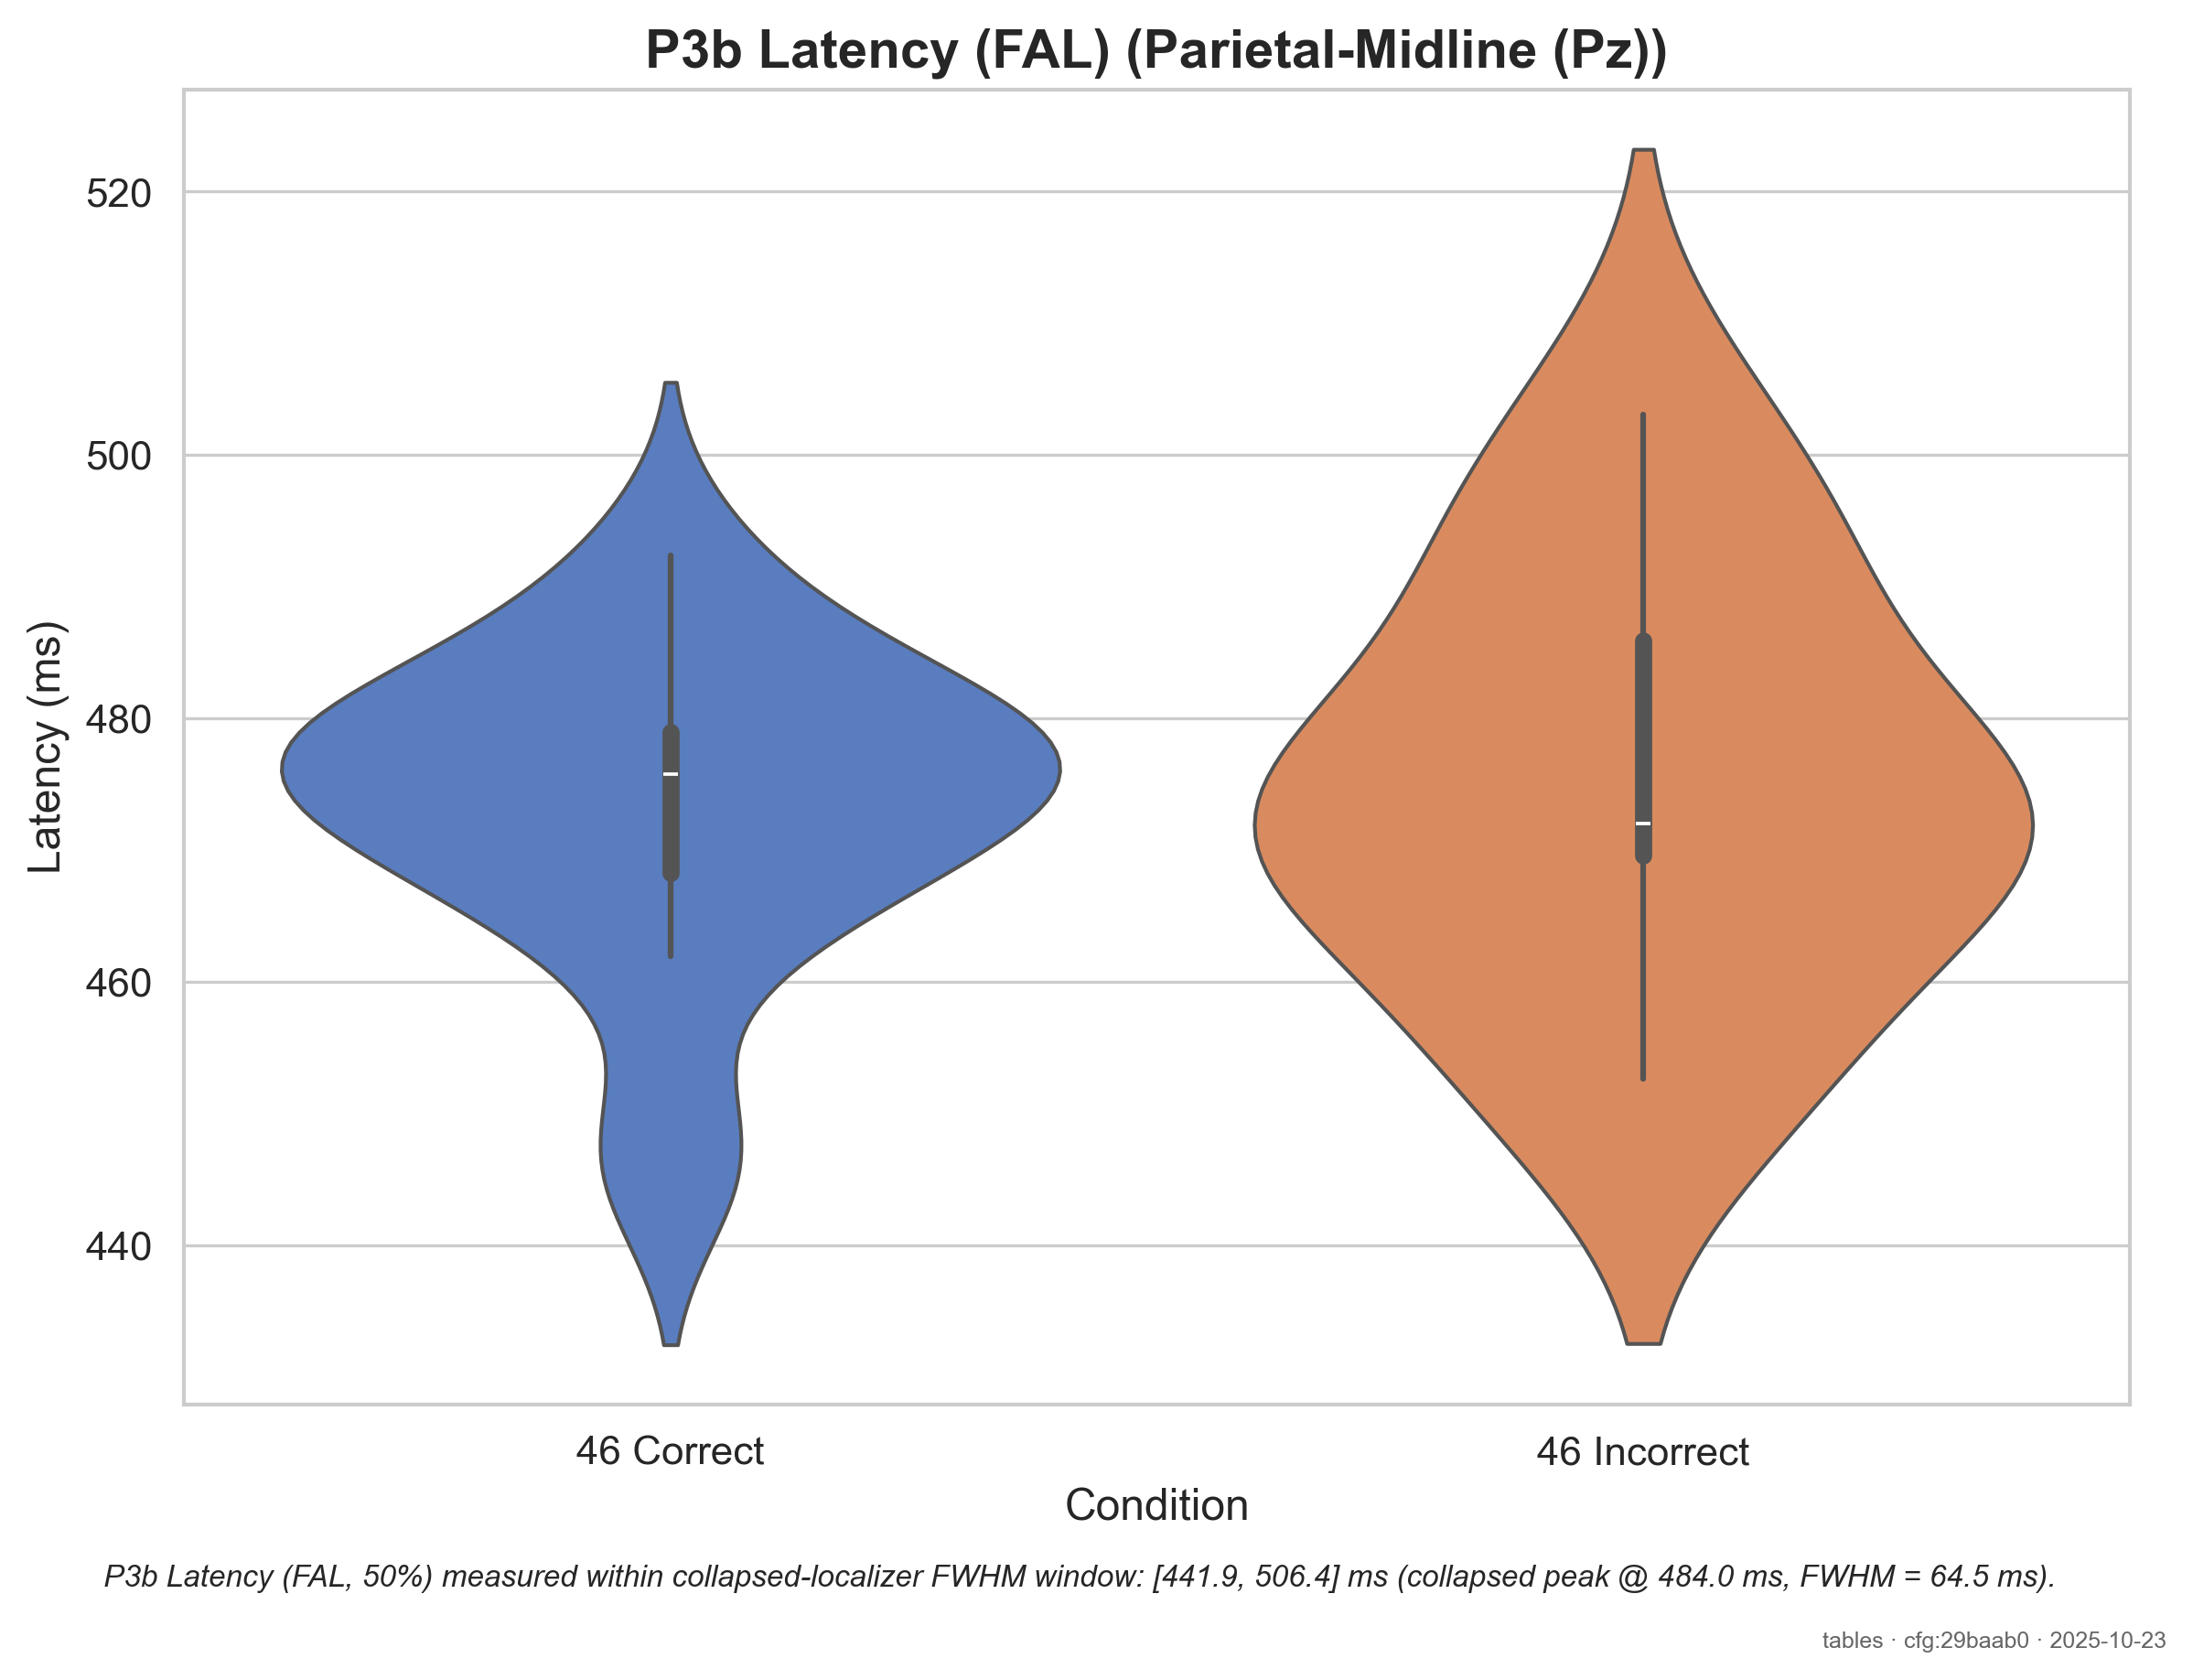 P3b Latency (FAL) (Parietal-Midline (Pz))
Latency (ms)
520
500
480
460
440
46 Correct
46 Incorrect
Condition
P3b Latency (FAL, 50%) measured within collapsed-localizer FWHM window: [441.9, 506.4] ms (collapsed peak @ 484.0 ms, FWHM = 64.5 ms).
tables · cfg:29baab0 · 2025-10-23